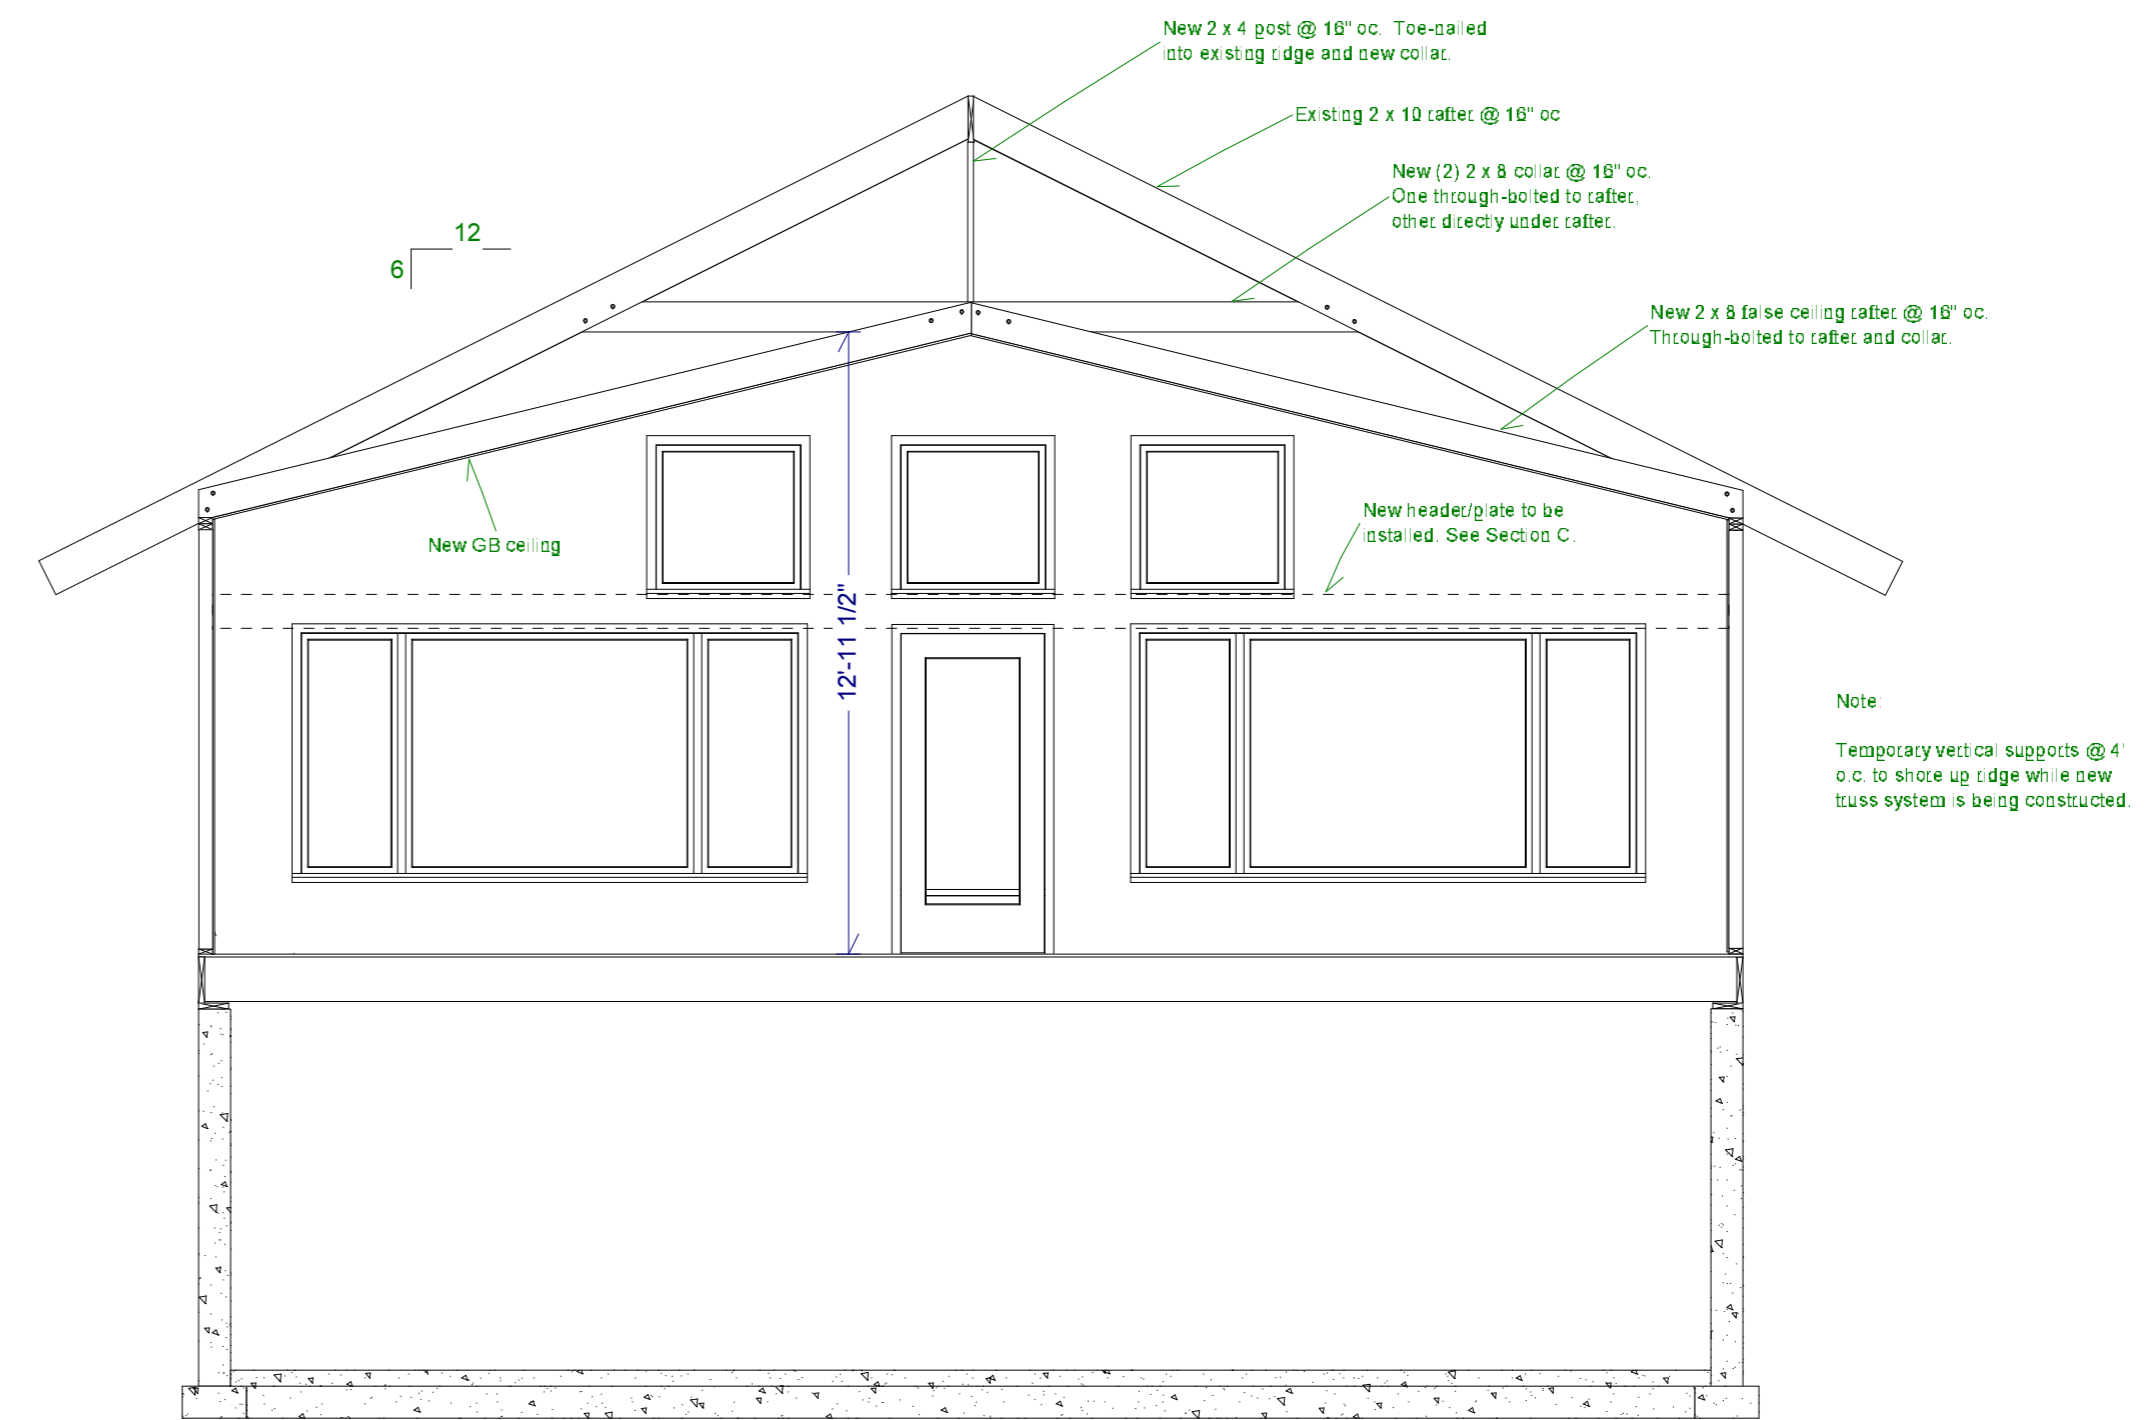 New 2 x 4 post @ 16" oc.  Toe-nailed
into existing ridge and new collar.
Existing 2 x 10 rafter @ 16" oc
New (2) 2 x 8 collar @ 16" oc.
One through-bolted to rafter,
other directly under rafter.
12
6
New 2 x 8 false ceiling rafter @ 16" oc.
Through-bolted to rafter and collar.
New header/plate to be
installed. See Section C.
New GB ceiling
12'-11 1/2"
Note:
Temporary vertical supports @ 4'
o.c. to shore up ridge while new
truss system is being constructed.